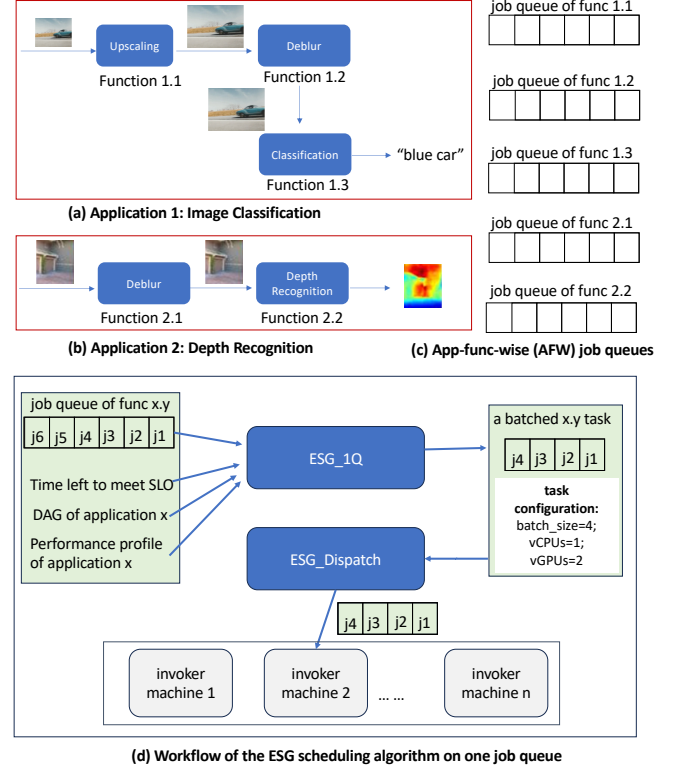 Upscaling
Function 1.1
Deblur
Function 1.2
Classification
Function 1.3
"blue car"
(a) Application 1: Image Classification
Deblur
Function 2.1
Depth
Recognition
Function 2.2
(b) Application 2: Depth Recognition
job queue of func 1.1
job queue of func 1.2
job queue of func 1.3
job queue of func 2.1
job queue of func 2.2
(c) App-func-wise (AFW) job queues
job queue of func x.y
j6 j5 j4 j3 j2 j1
Time left to meet SLO
DAG of application x
Performance profile
of application x
ESG_1Q
a batched x.y task
j4 j3 j2 j1
task
configuration:
batch_size=4;
vCPUs=1;
vGPUs=2
ESG_Dispatch
j4 j3 j2 j1
invoker
machine 1
invoker
machine 2
... ...
invoker
machine n
(d) Workflow of the ESG scheduling algorithm on one job queue